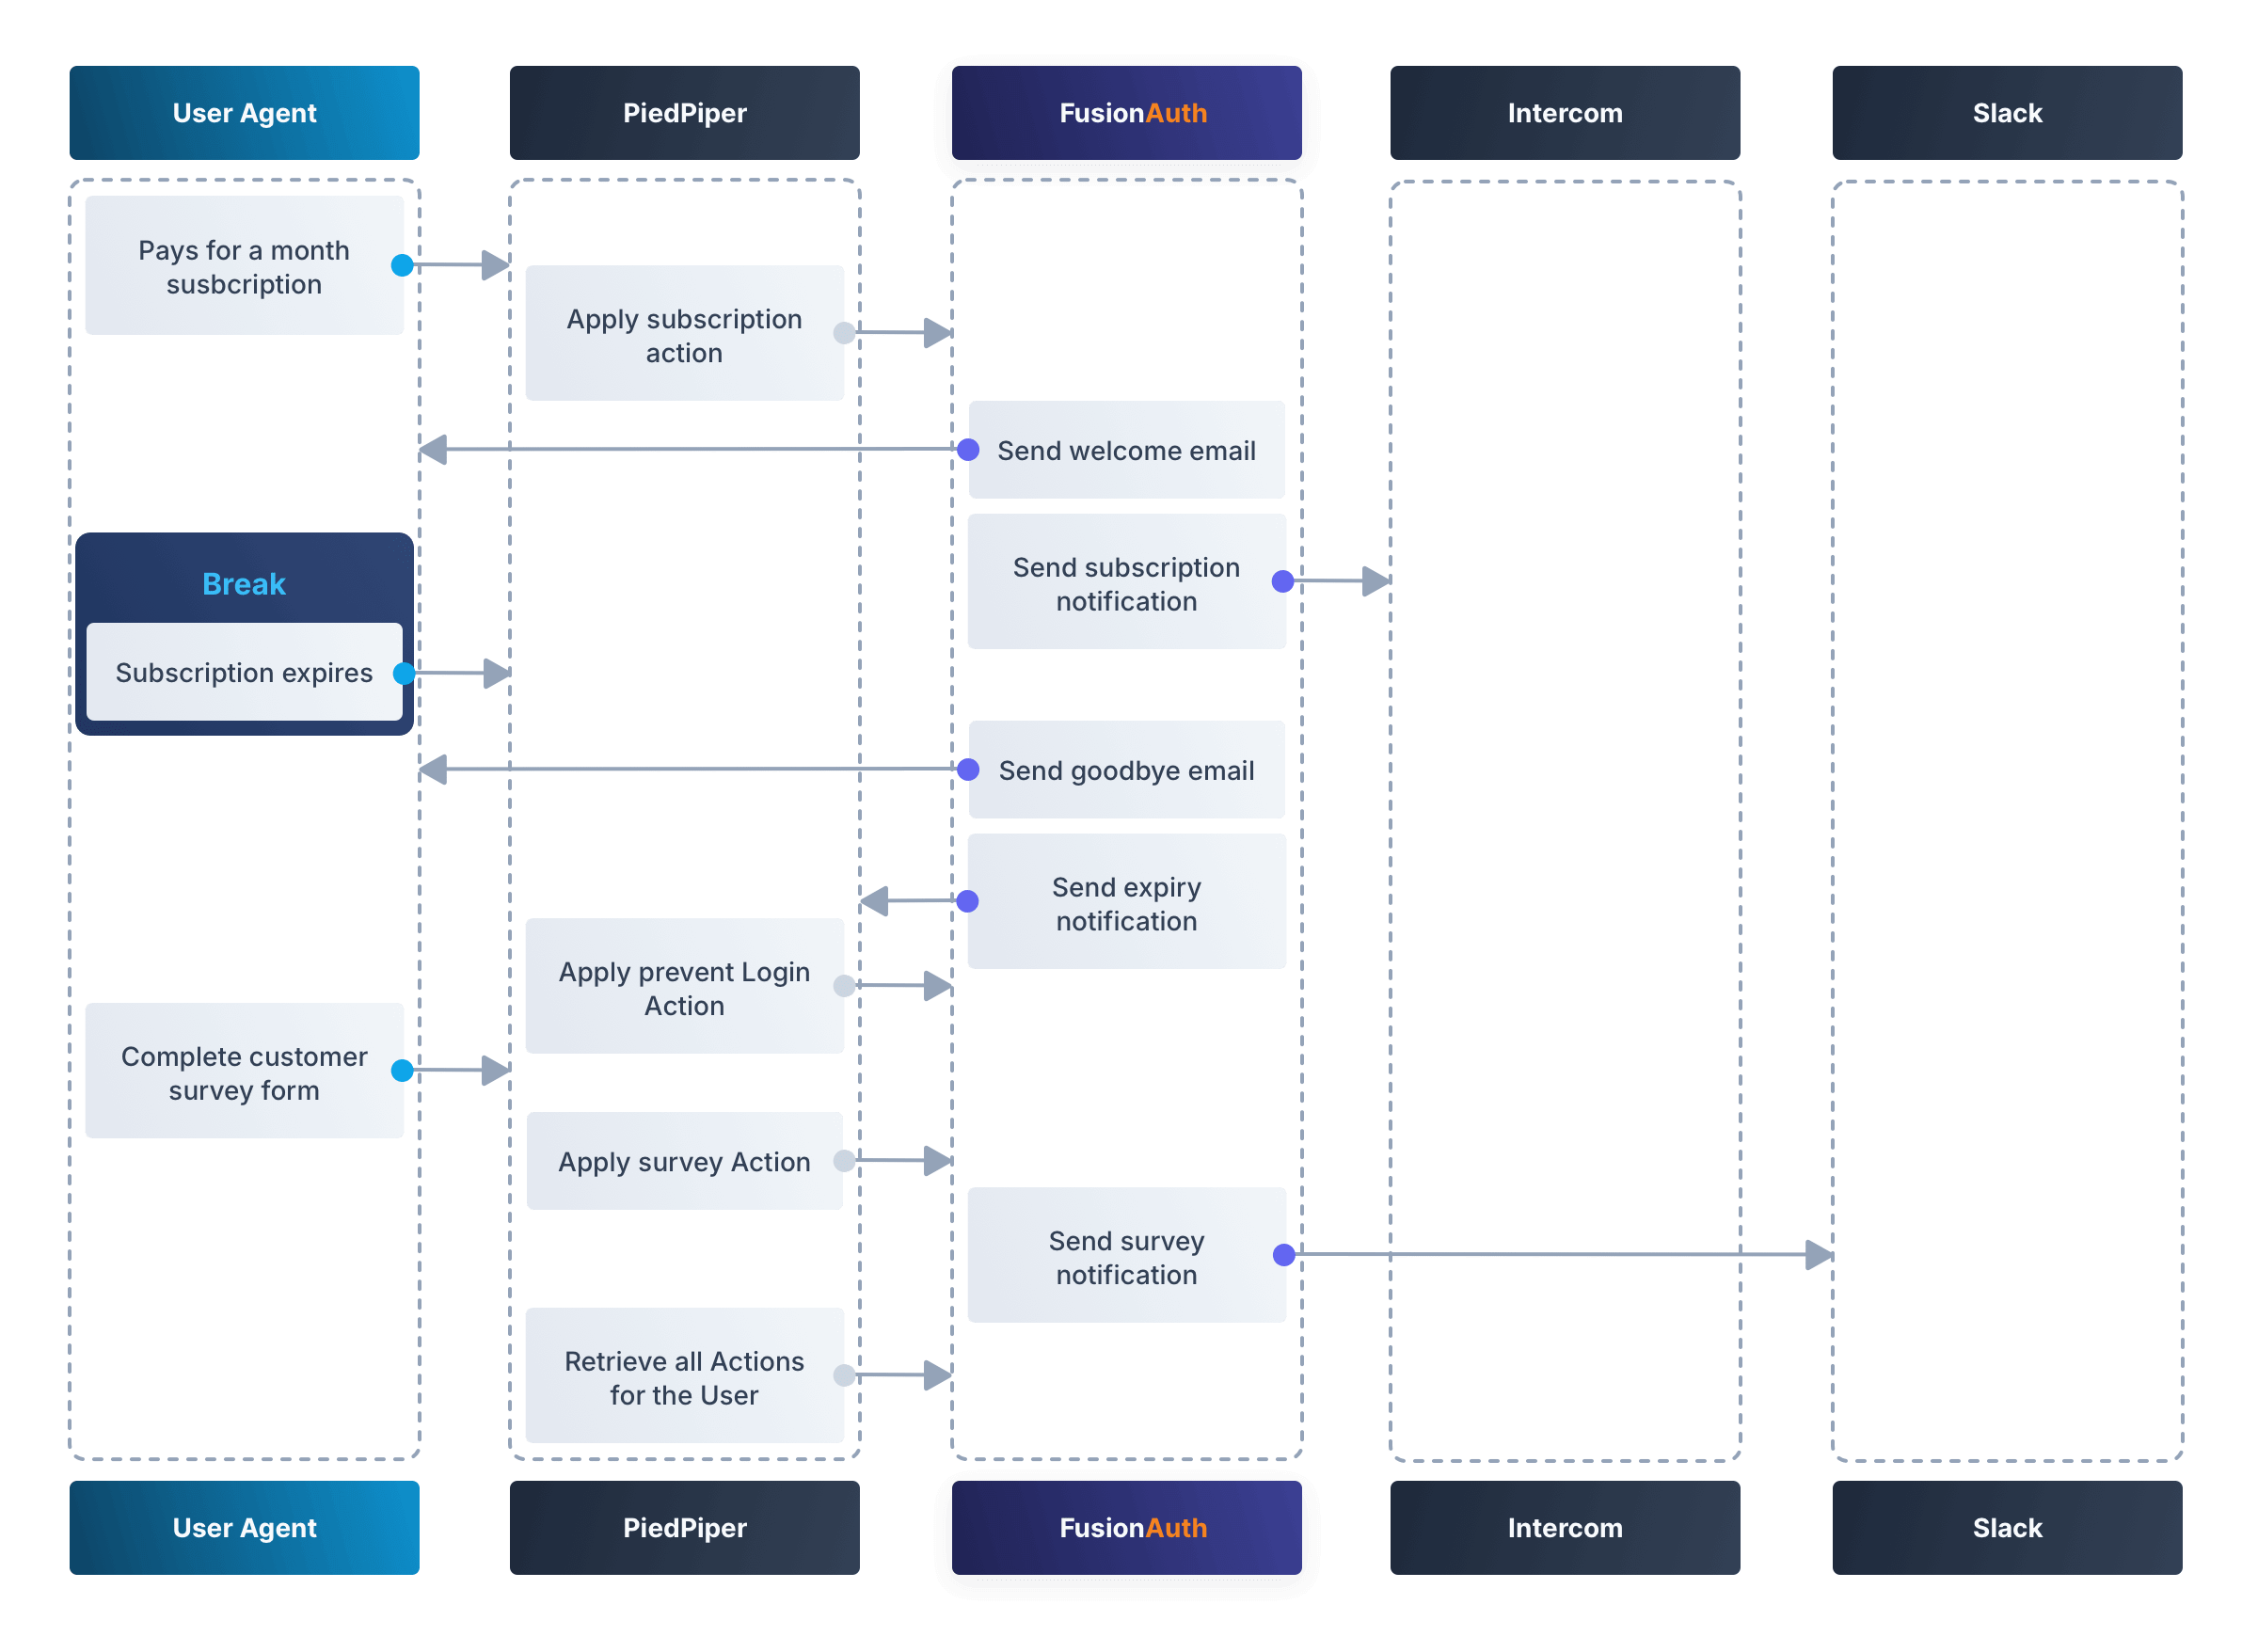 User Agent
PiedPiper
FusionAuth
Intercom
Slack
Pays for a month
susbcription
Apply subscription
action
Send welcome email
Send subscription
notification
Break
Subscription expires
Send goodbye email
Send expiry
notification
Apply prevent Login
Action
Complete customer
survey form
Apply survey Action
Send survey
notification
Retrieve all Actions
for the User
User Agent
PiedPiper
FusionAuth
Intercom
Slack